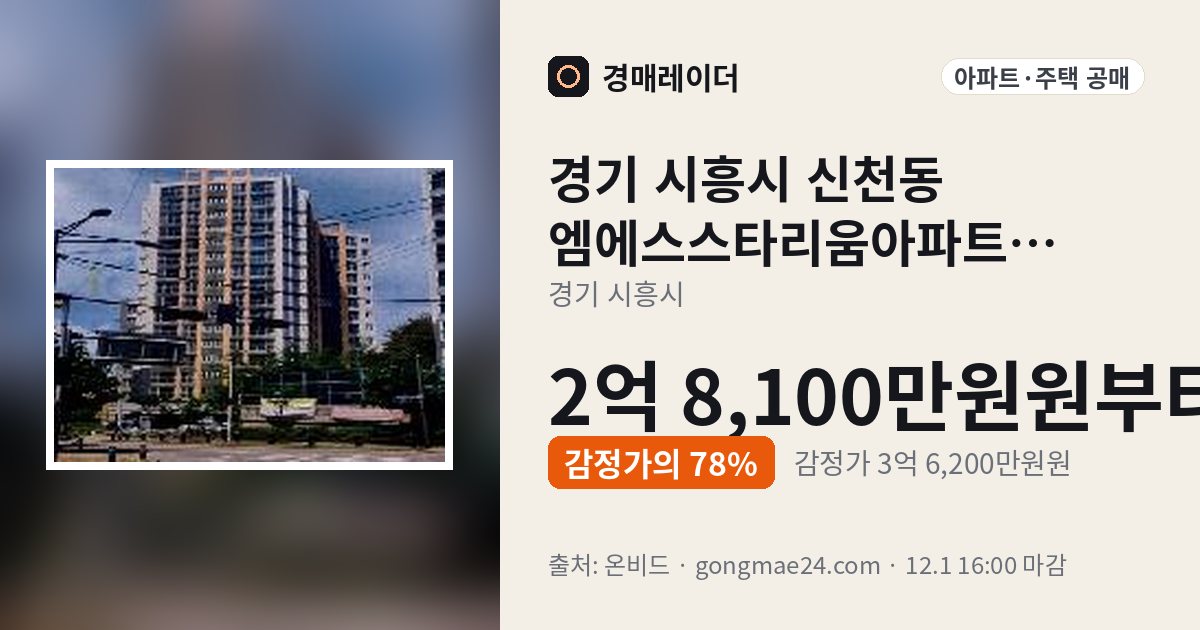 경매레이더
아파트·주택 공매
경기 시흥시 신천동
엠에스스타리움아파트…
경기 시흥시
2억 8,100만원원부터
감정가의 78%
감정가 3억 6,200만원원
출처: 온비드 · gongmae24.com · 12.1 16:00 마감